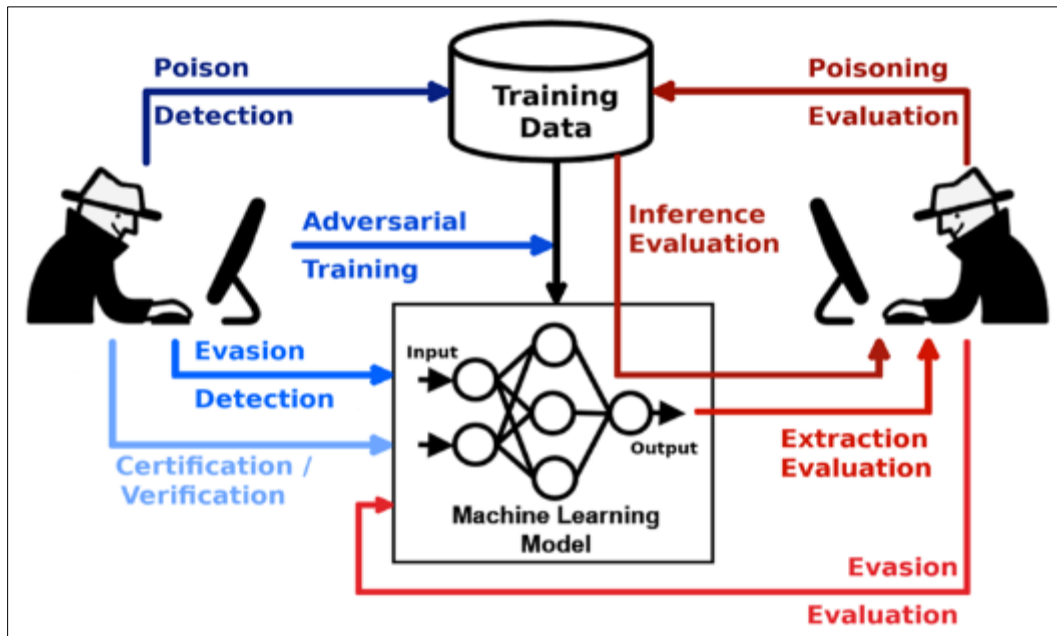 Poison
Detection
Training
Data
Poisoning
Evaluation
Adversarial
Training
Inference
Evaluation
Evasion
Detection
Input
Output
Certification /
Verification
Machine Learning
Model
Extraction
Evaluation
Evasion
Evaluation